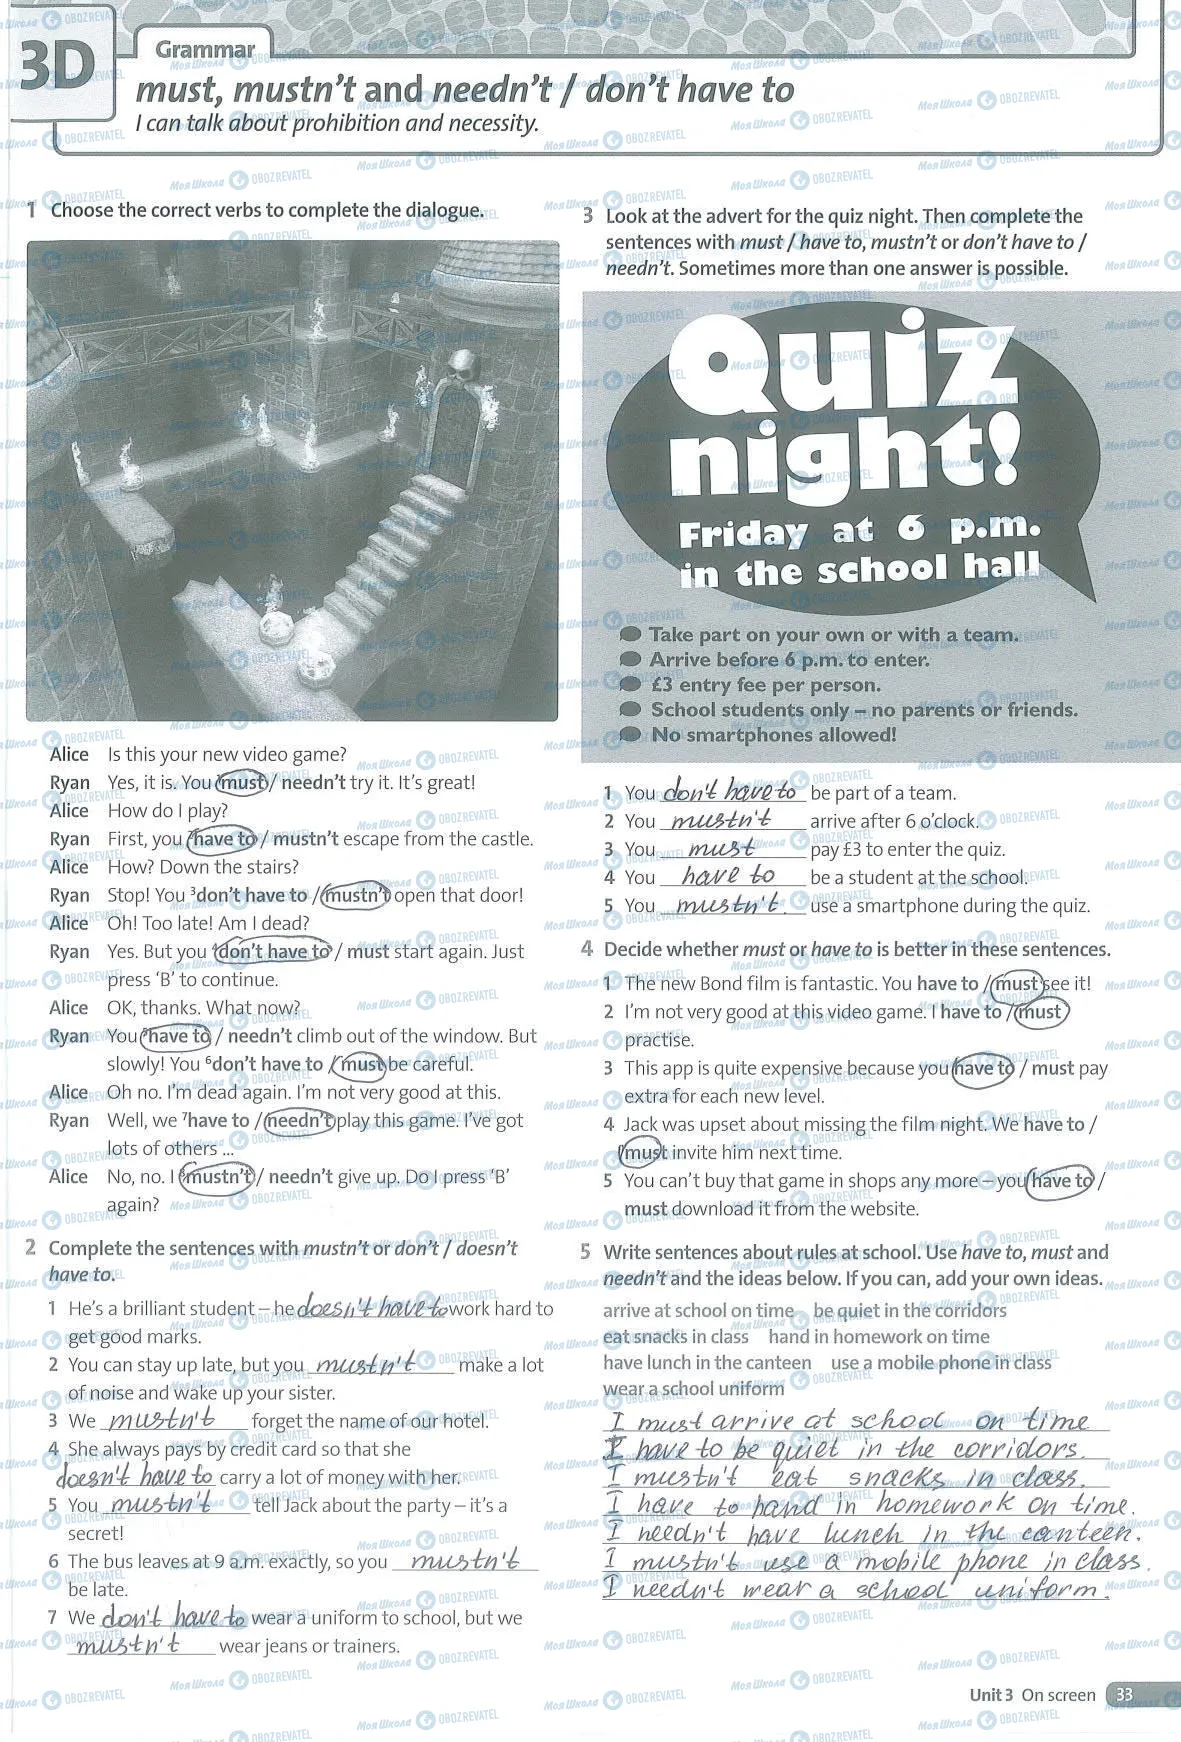 3D
Grammar
must, mustn't and needn't / don't have to
I can talk about prohibition and necessity.
1 Choose the correct verbs to complete the dialogue.
Alice Is this your new video game?
Ryan Yes, it is. You must / needn't try it. It's great!
Alice How do I play?
Ryan First, you have to / mustn't escape from the castle.
Alice How? Down the stairs?
Ryan Stop! You ³don't have to / mustn't open that door!
Alice Oh! Too late! Am I dead?
Ryan Yes. But you don't have to / must start again. Just
press 'B' to continue.
Alice OK, thanks. What now?
Ryan You have to / needn't climb out of the window. But
slowly! You ⁶don't have to / must be careful.
Alice Oh no. I'm dead again. I'm not very good at this.
Ryan Well, we ⁷have to / needn't play this game. I've got
lots of others ...
Alice No, no. I ⁸mustn't / needn't give up. Do I press 'B'
again?
2 Complete the sentences with mustn't or don't / doesn't
have to.
1 He's a brilliant student – he doesn't have to work hard to
get good marks.
2 You can stay up late, but you mustn't make a lot
of noise and wake up your sister.
3 We mustn't forget the name of our hotel.
4 She always pays by credit card so that she
doesn't have to carry a lot of money with her.
5 You mustn't tell Jack about the party – it's a
secret!
6 The bus leaves at 9 a.m. exactly, so you mustn't
be late.
7 We don't have to wear a uniform to school, but we
mustn't wear jeans or trainers.
3 Look at the advert for the quiz night. Then complete the
sentences with must / have to, mustn't or don't have to /
needn't. Sometimes more than one answer is possible.
Quiz
night!
Friday at 6 p.m.
in the school hall
Take part on your own or with a team.
Arrive before 6 p.m. to enter.
£3 entry fee per person.
School students only – no parents or friends.
No smartphones allowed!
1 You don't have to be part of a team.
2 You mustn't arrive after 6 o'clock.
3 You must pay £3 to enter the quiz.
4 You have to be a student at the school.
5 You mustn't use a smartphone during the quiz.
4 Decide whether must or have to is better in these sentences.
1 The new Bond film is fantastic. You have to / must see it!
2 I'm not very good at this video game. I have to / must
practise.
3 This app is quite expensive because you have to / must pay
extra for each new level.
4 Jack was upset about missing the film night. We have to /
must invite him next time.
5 You can't buy that game in shops any more – you have to /
must download it from the website.
5 Write sentences about rules at school. Use have to, must and
needn't and the ideas below. If you can, add your own ideas.
arrive at school on time be quiet in the corridors
eat snacks in class hand in homework on time
have lunch in the canteen use a mobile phone in class
wear a school uniform
I must arrive at school on time
I have to be quiet in the corridors.
I mustn't eat snacks in class.
I have to hand in homework on time.
I needn't have lunch in the canteen.
I mustn't use a mobile phone in class.
I needn't wear a school uniform.
Unit 3 On screen 33
Моя Школа OBOZREVATEL